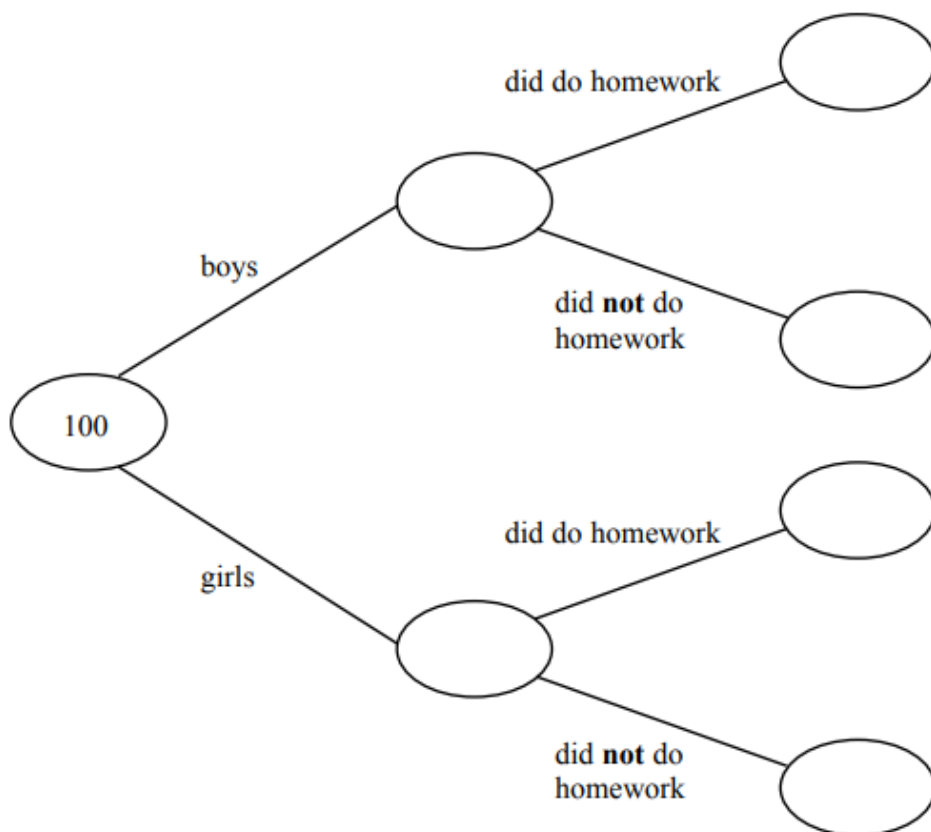 did do homework
boys
did not do
homework
100
did do homework
girls
did not do
homework